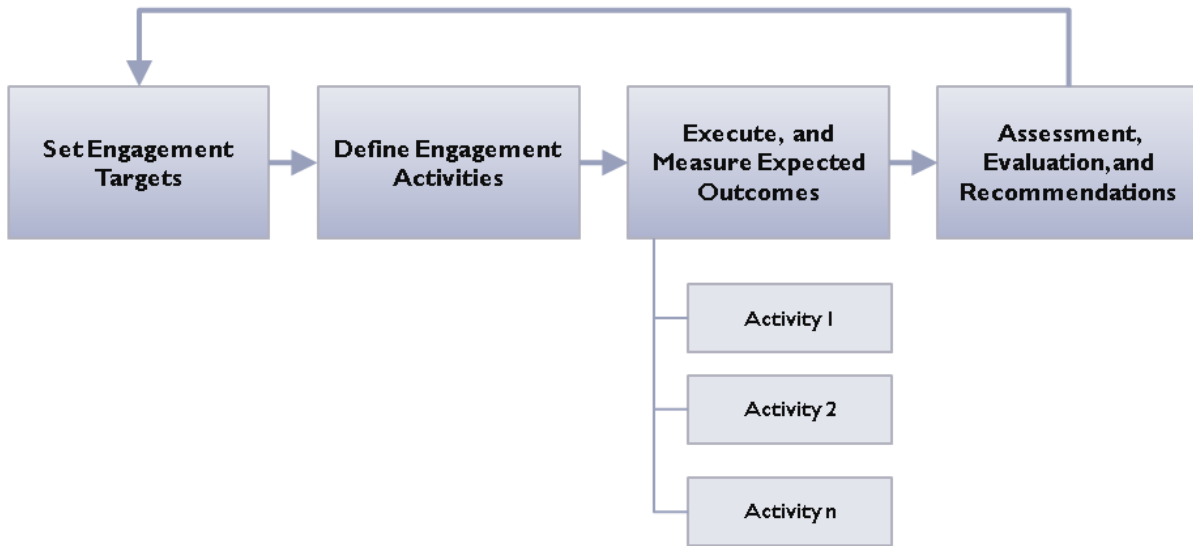 Set Engagement
Targets
Define Engagement
Activities
Execute, and
Measure Expected
Outcomes
Assessment,
Evaluation, and
Recommendations
Activity 1
Activity 2
Activity n